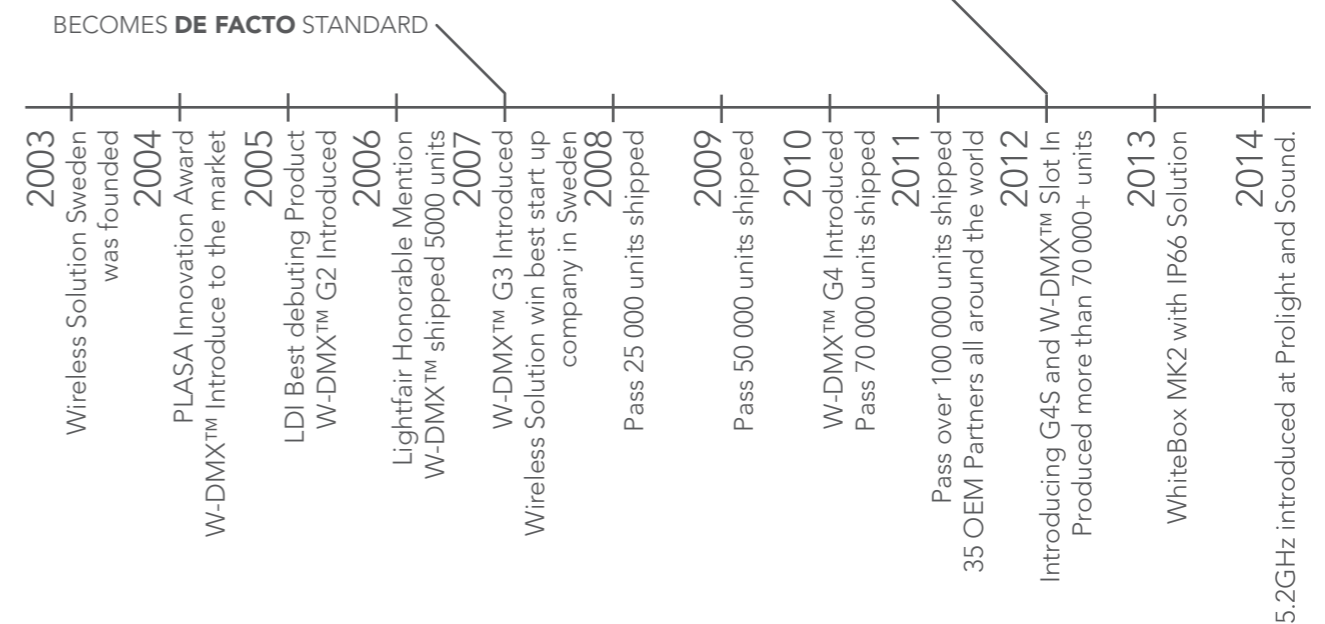 BECOMES DE FACTO STANDARD
2003
Wireless Solution Sweden
was founded
2004
PLASA Innovation Award
W-DMX™ Introduce to the market
2005
LDI Best debuting Product
W-DMX™ G2 Introduced
2006
Lightfair Honorable Mention
W-DMX™ shipped 5000 units
2007
W-DMX™ G3 Introduced
Wireless Solution win best start up
company in Sweden
2008
Pass 25 000 units shipped
2009
Pass 50 000 units shipped
2010
W-DMX™ G4 Introduced
Pass 70 000 units shipped
2011
Pass over 100 000 units shipped
35 OEM Partners all around the world
2012
Introducing G4S and W-DMX™ Slot In
Produced more than 70 000+ units
2013
WhiteBox MK2 with IP66 Solution
2014
5.2GHz introduced at Prolight and Sound.